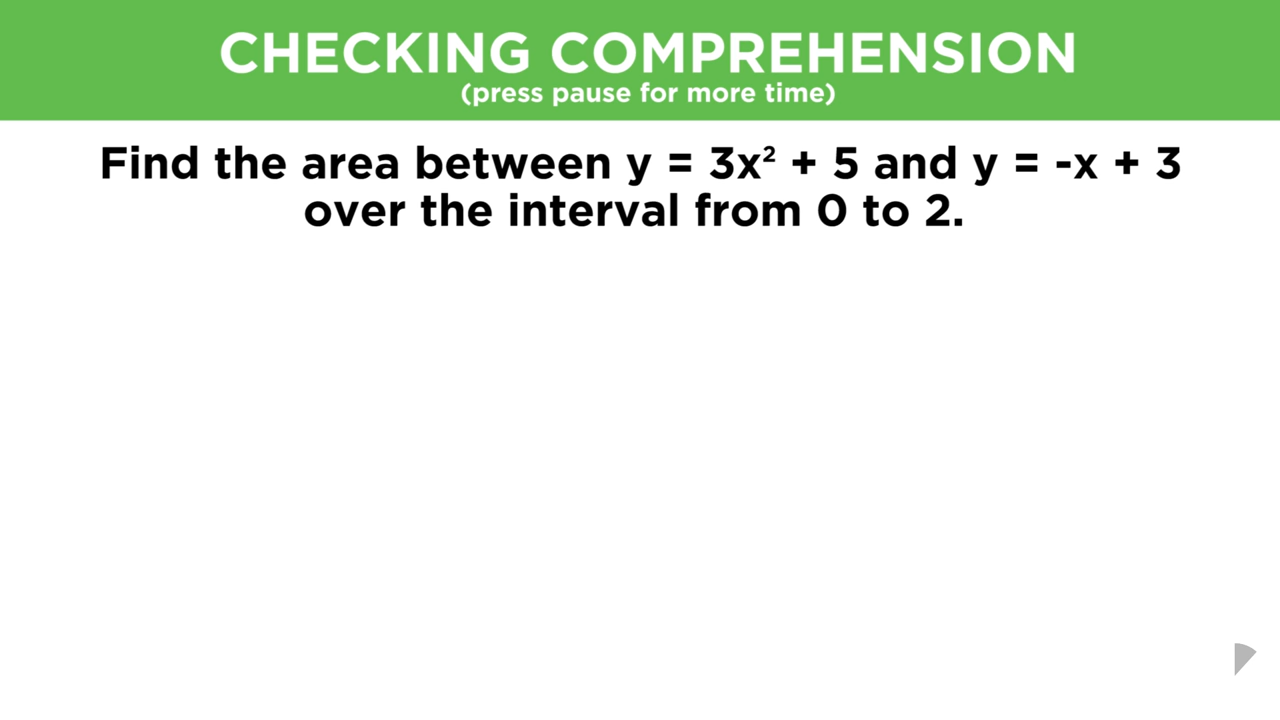 CHECKING COMPREHENSION
(press pause for more time)
Find the area between y = 3x² + 5 and y = -x + 3
over the interval from 0 to 2.